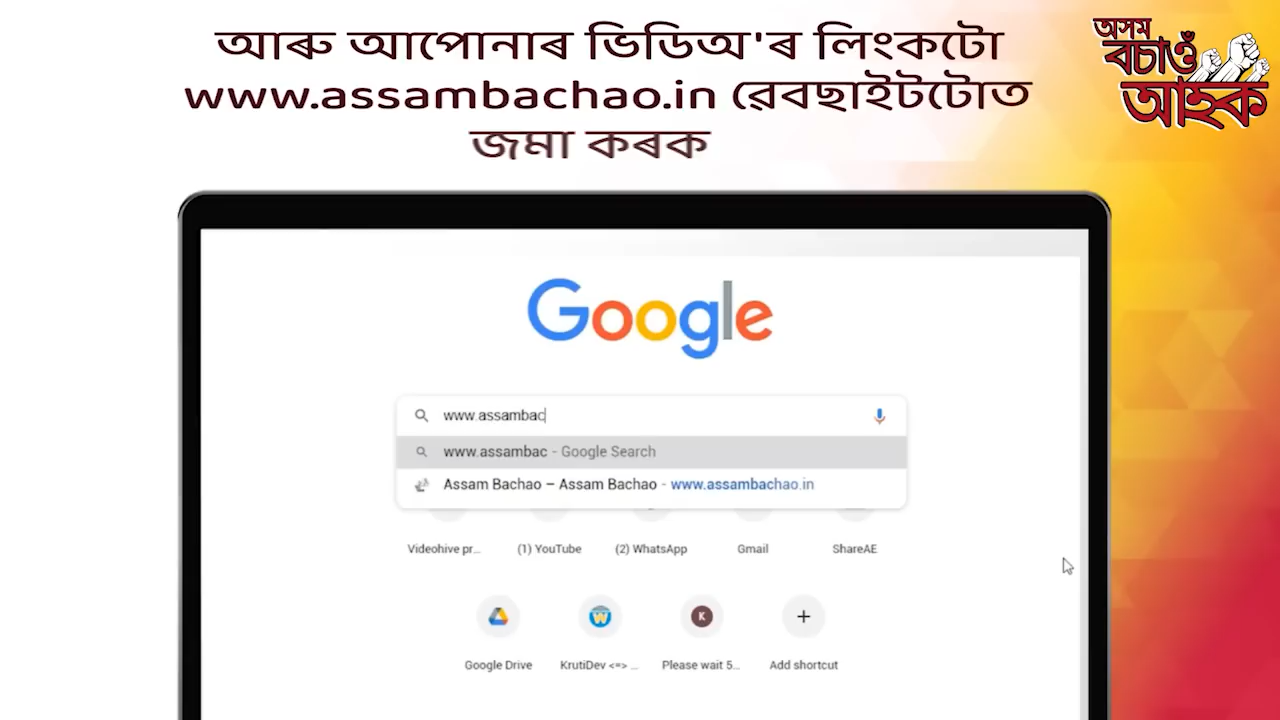 আৰু আপোনাৰ ভিডিঅ'ৰ লিংকটো
www.assambachao.in ৱেবছাইটটোত
জমা কৰক
অসম
বচাওঁ
আহক
Google
www.assambac
www.assambac - Google Search
Assam Bachao – Assam Bachao - www.assambachao.in
Videohive pr... (1) YouTube (2) WhatsApp Gmail ShareAE
Google Drive KrutiDev <=> ... Please wait 5... Add shortcut